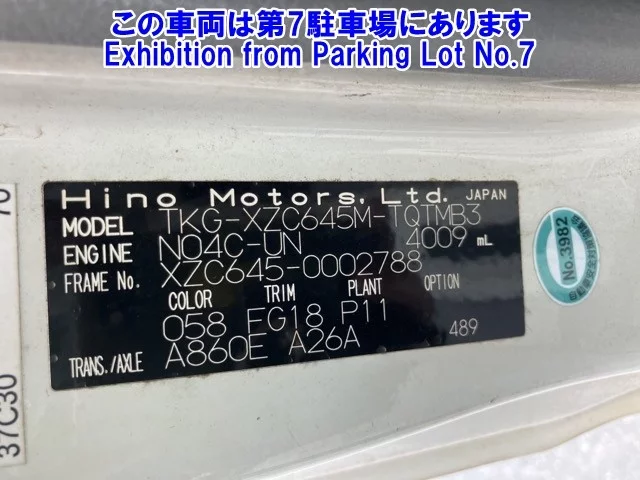 この車両は第7駐車場にあります
Exhibition from Parking Lot No.7
Hino Motors, Ltd. JAPAN
MODEL TKG-XZC645M-TQTMB3
ENGINE N04C-UN 4009 mL
FRAME No. XZC645-0002788
COLOR TRIM PLANT OPTION
058 FG18 P11 489
TRANS./AXLE A860E A26A
No.3982
37C30